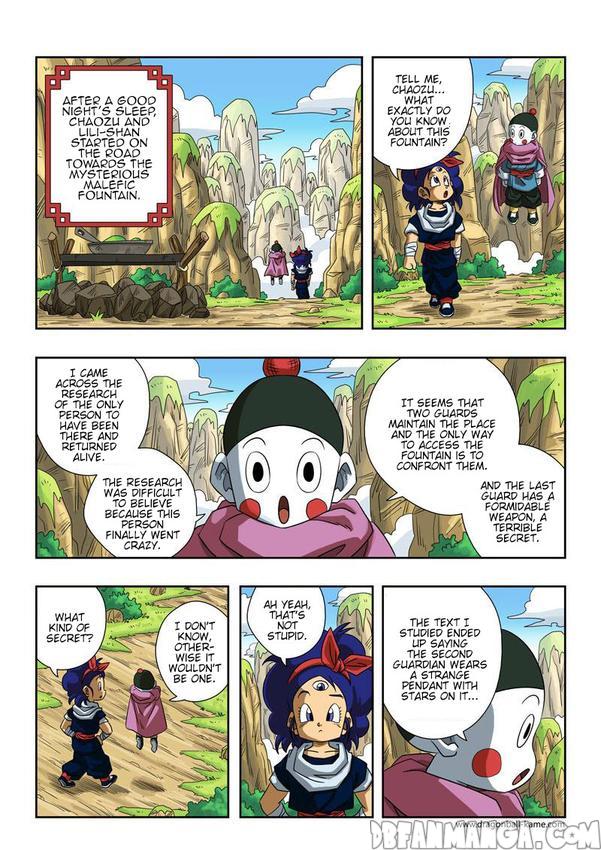 AFTER A GOOD
NIGHT'S SLEEP,
CHAOZU AND
LILI-SHAN
STARTED ON
THE ROAD
TOWARDS THE
MYSTERIOUS
MALEFIC
FOUNTAIN.
TELL ME,
CHAOZU...
WHAT
EXACTLY DO
YOU KNOW
ABOUT THIS
FOUNTAIN?
I CAME
ACROSS THE
RESEARCH
OF THE ONLY
PERSON TO
HAVE BEEN
THERE AND
RETURNED
ALIVE.
THE RESEARCH
WAS DIFFICULT
TO BELIEVE
BECAUSE THIS
PERSON
FINALLY WENT
CRAZY.
IT SEEMS THAT
TWO GUARDS
MAINTAIN THE PLACE
AND THE ONLY WAY
TO ACCESS THE
FOUNTAIN IS TO
CONFRONT THEM.
AND THE LAST
GUARD HAS A
FORMIDABLE
WEAPON, A
TERRIBLE
SECRET.
WHAT
KIND OF
SECRET?
I DON'T
KNOW,
OTHER-
WISE IT
WOULDN'T
BE ONE.
AH YEAH,
THAT'S
NOT
STUPID.
THE TEXT I
STUDIED ENDED
UP SAYING
THE SECOND
GUARDIAN WEARS
A STRANGE
PENDANT WITH
STARS ON IT...
www.dragonball-kame.com
DBFANMANGA.COM